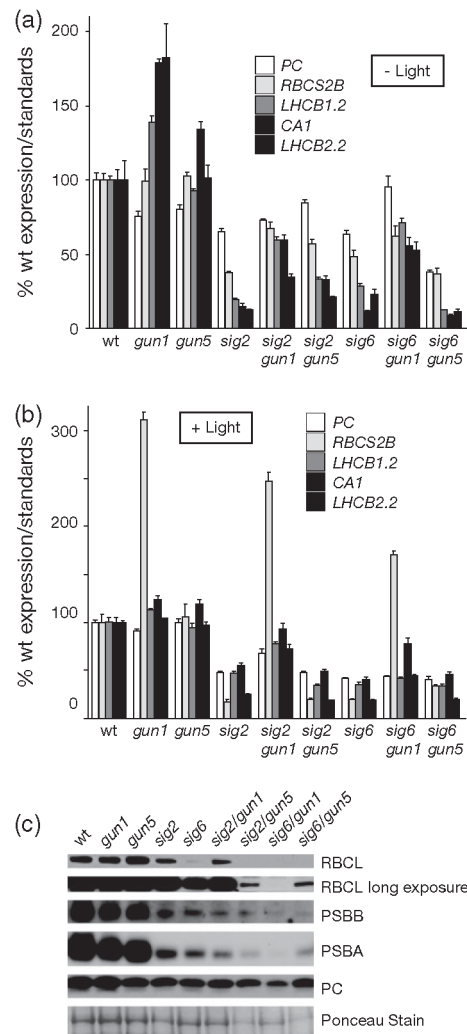 (a)
200
150
100
50
0
% wt expression/standards
PC
RBCS2B
LHCB1.2
CA1
LHCB2.2
- Light
wt
gun1
gun5
sig2
sig2 gun1
sig2 gun5
sig6
sig6 gun1
sig6 gun5
(b)
300
200
100
0
% wt expression/standards
+ Light
PC
RBCS2B
LHCB1.2
CA1
LHCB2.2
wt
gun1
gun5
sig2
sig2 gun1
sig2 gun5
sig6
sig6 gun1
sig6 gun5
(c)
wt
gun1
gun5
sig2
sig6
sig2/gun1
sig2/gun5
sig6/gun1
sig6/gun5
RBCL
RBCL long exposure
PSBB
PSBA
PC
Ponceau Stain